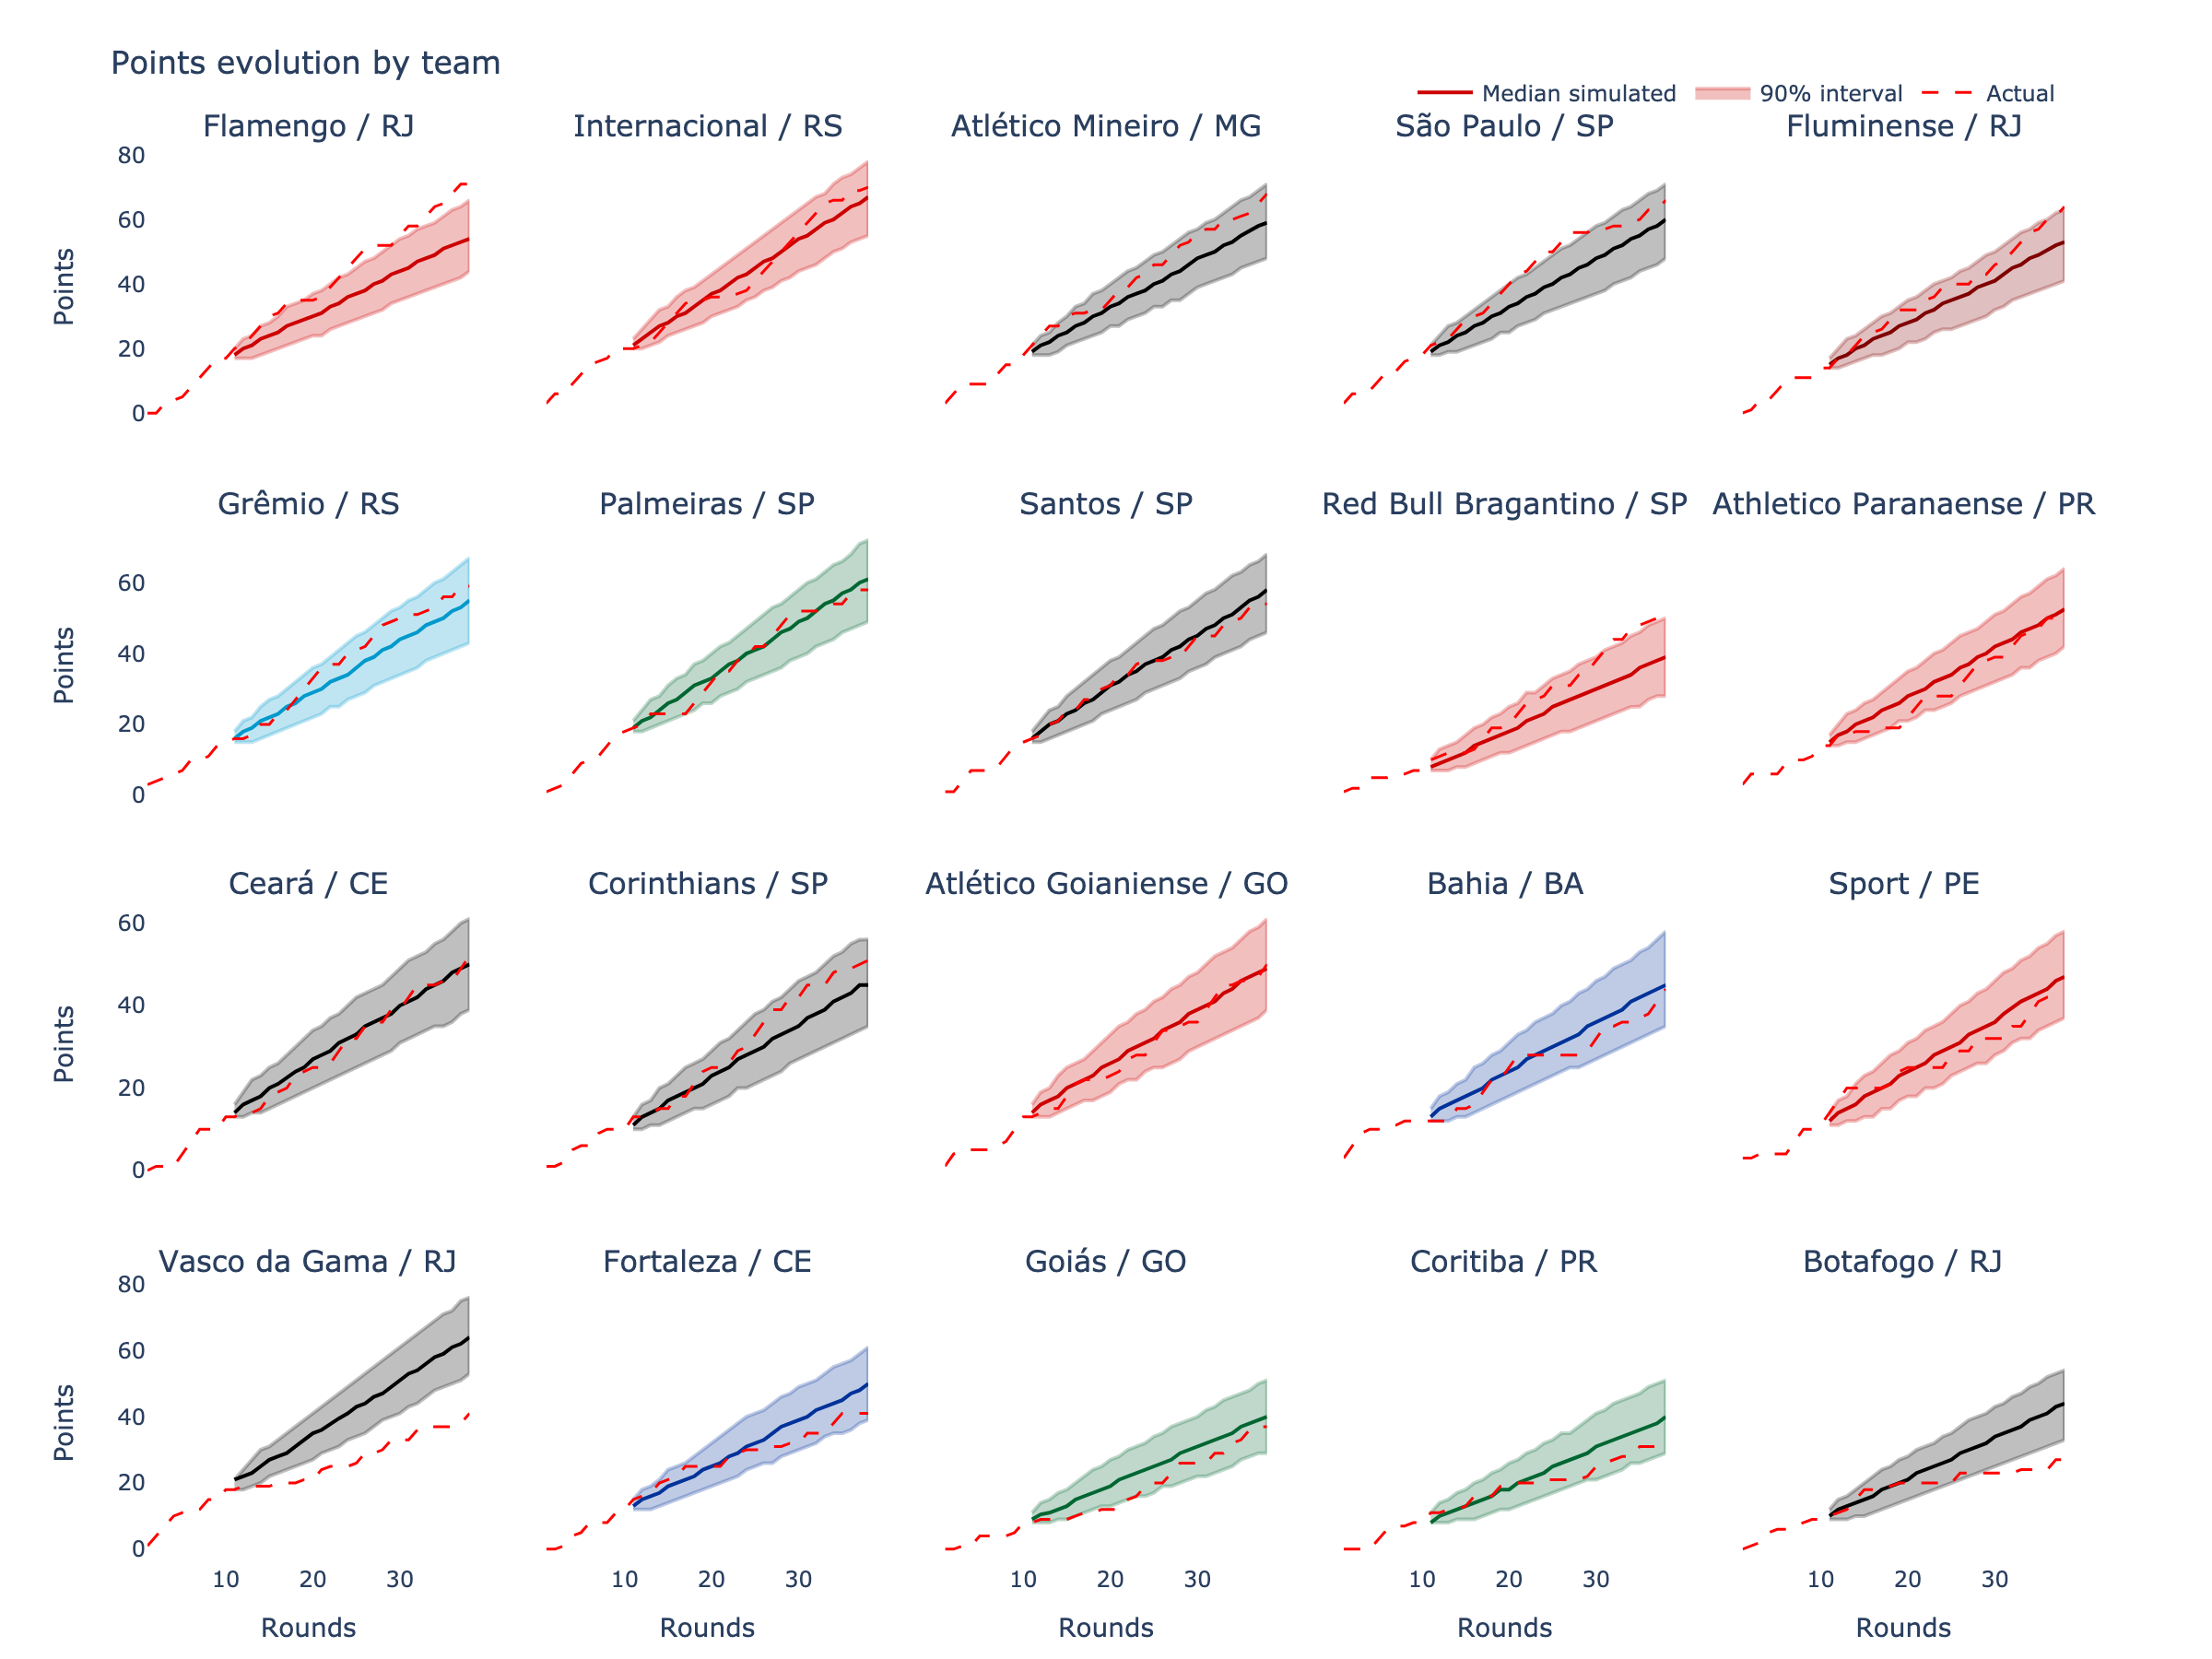 Points evolution by team
Median simulated 90% interval Actual
Flamengo / RJ Internacional / RS Atlético Mineiro / MG São Paulo / SP Fluminense / RJ
80
60
40
20
0
Points
Grêmio / RS Palmeiras / SP Santos / SP Red Bull Bragantino / SP Athletico Paranaense / PR
60
40
20
0
Points
Ceará / CE Corinthians / SP Atlético Goianiense / GO Bahia / BA Sport / PE
60
40
20
0
Points
Vasco da Gama / RJ Fortaleza / CE Goiás / GO Coritiba / PR Botafogo / RJ
80
60
40
20
0
Points
10 20 30 10 20 30 10 20 30 10 20 30 10 20 30
Rounds Rounds Rounds Rounds Rounds